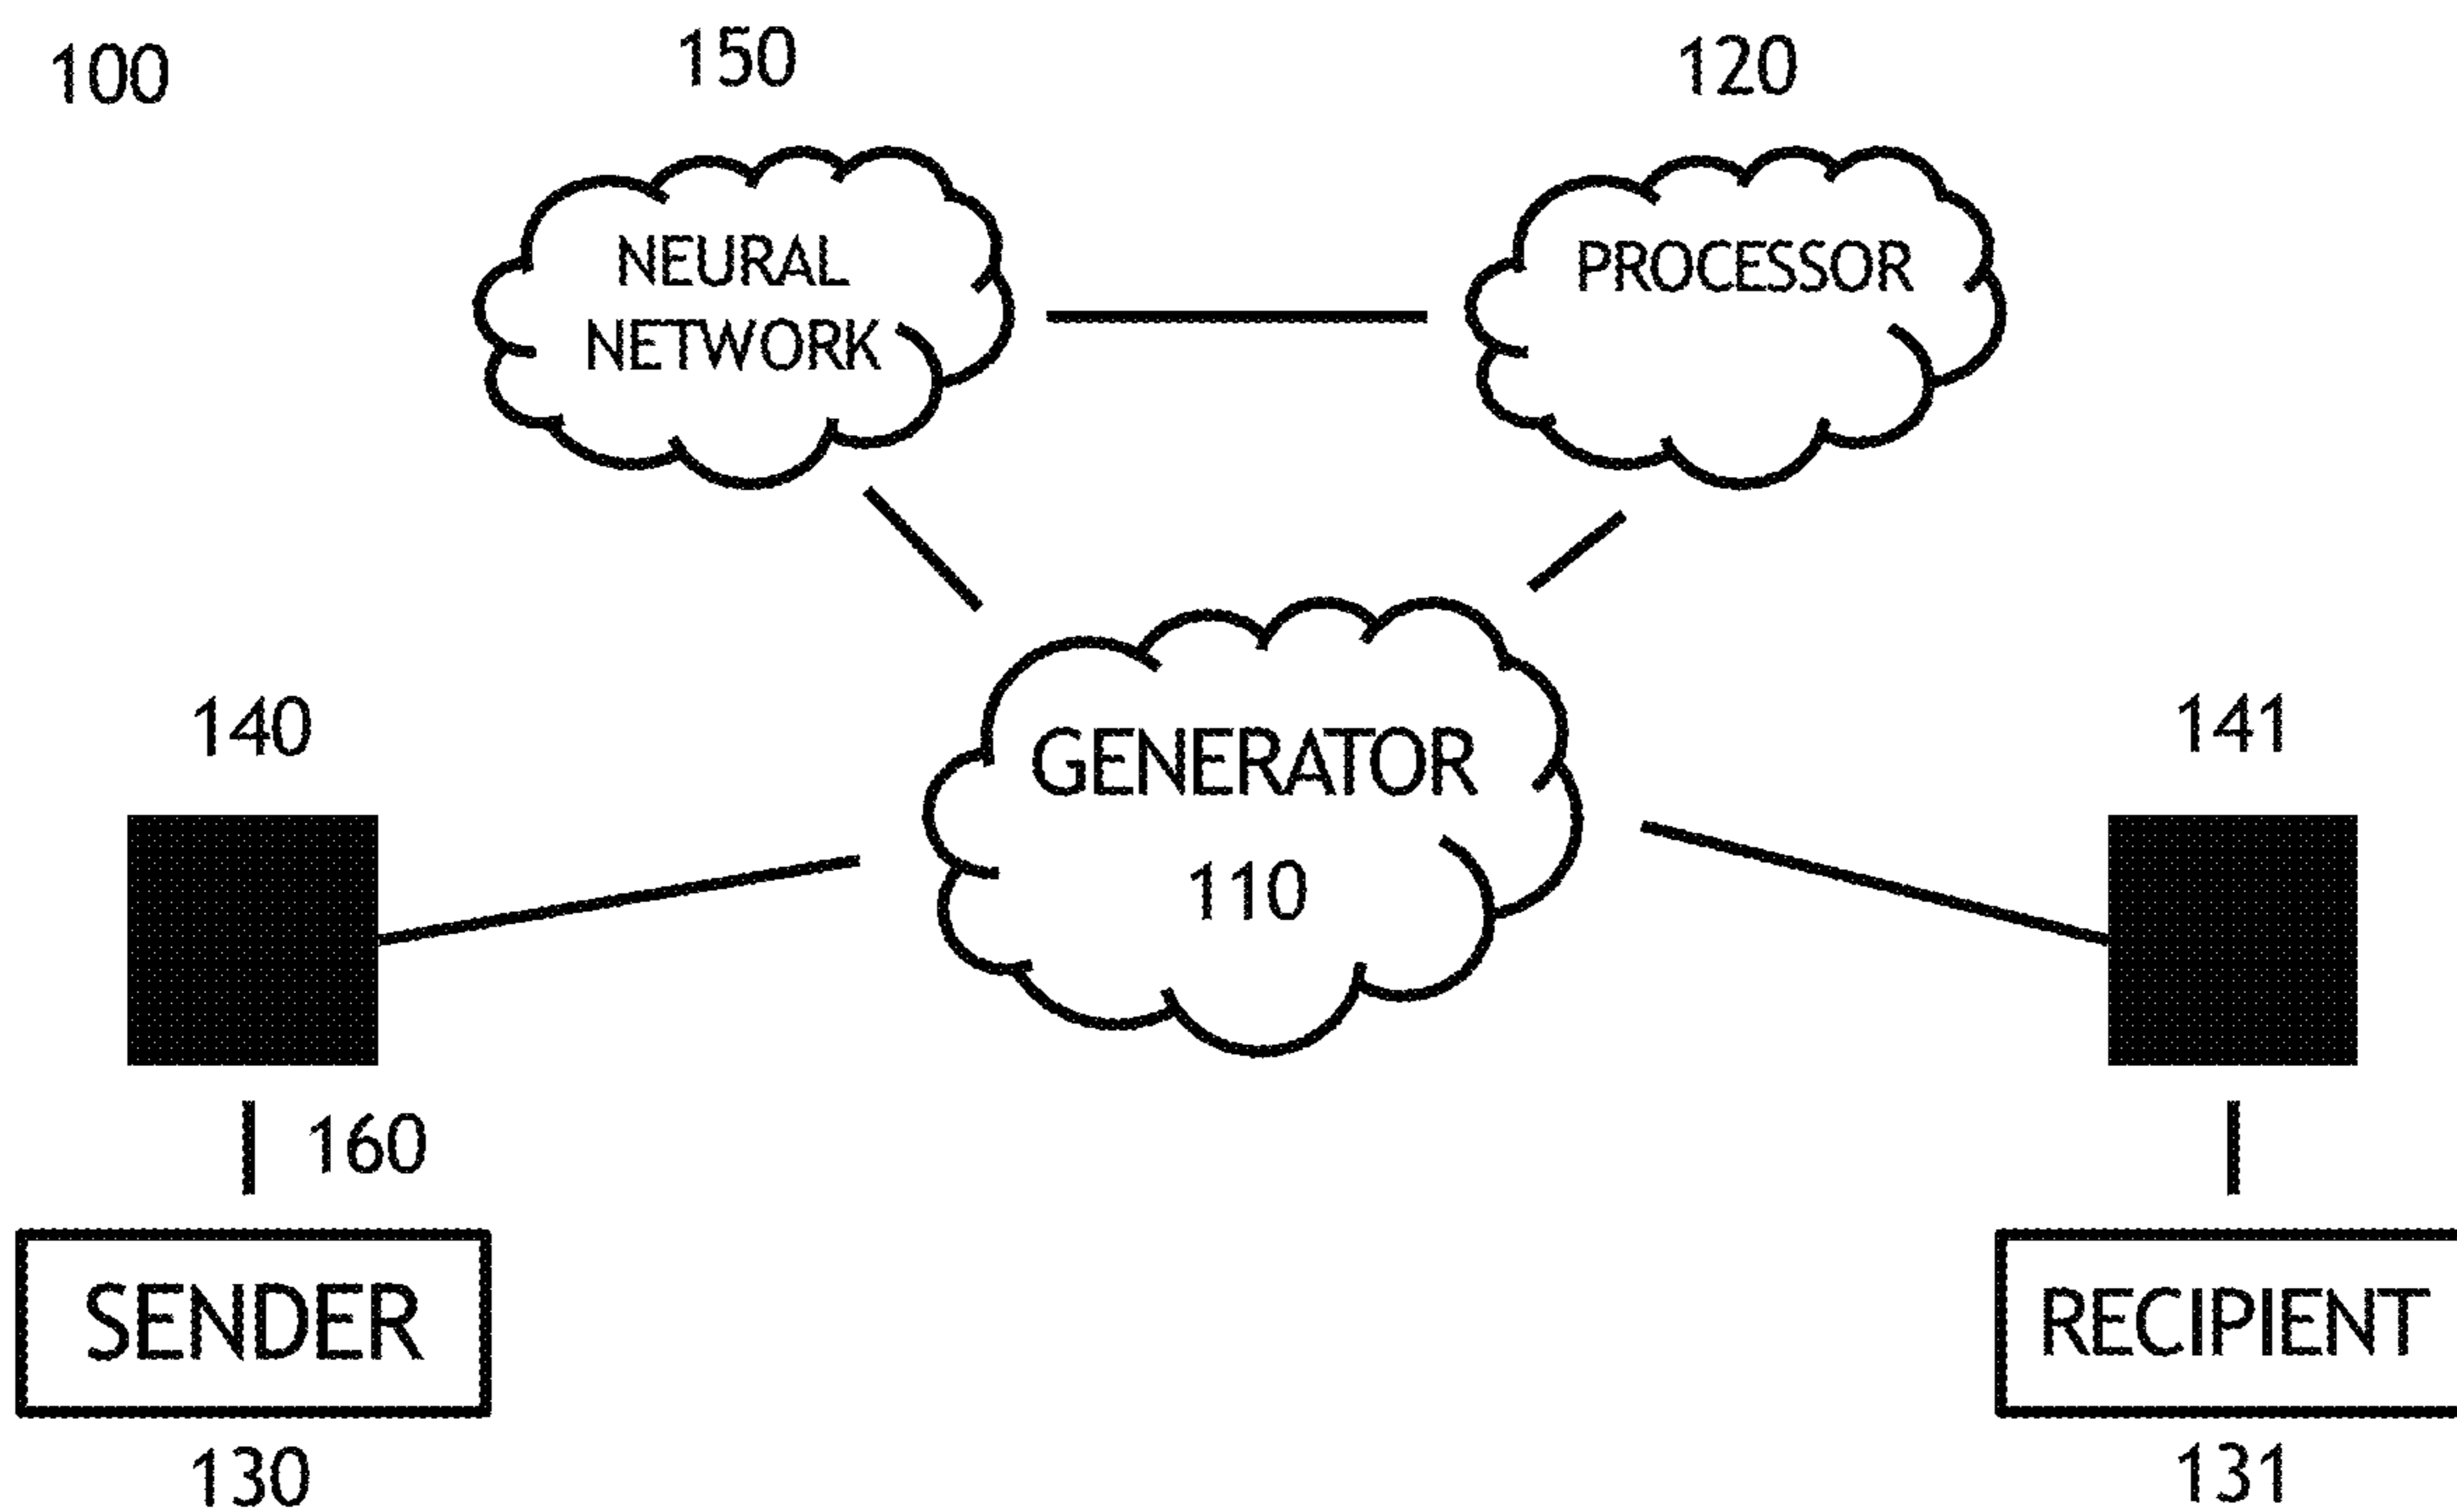 100
150
120
NEURAL
NETWORK
PROCESSOR
140
GENERATOR
110
141
160
SENDER
130
RECIPIENT
131